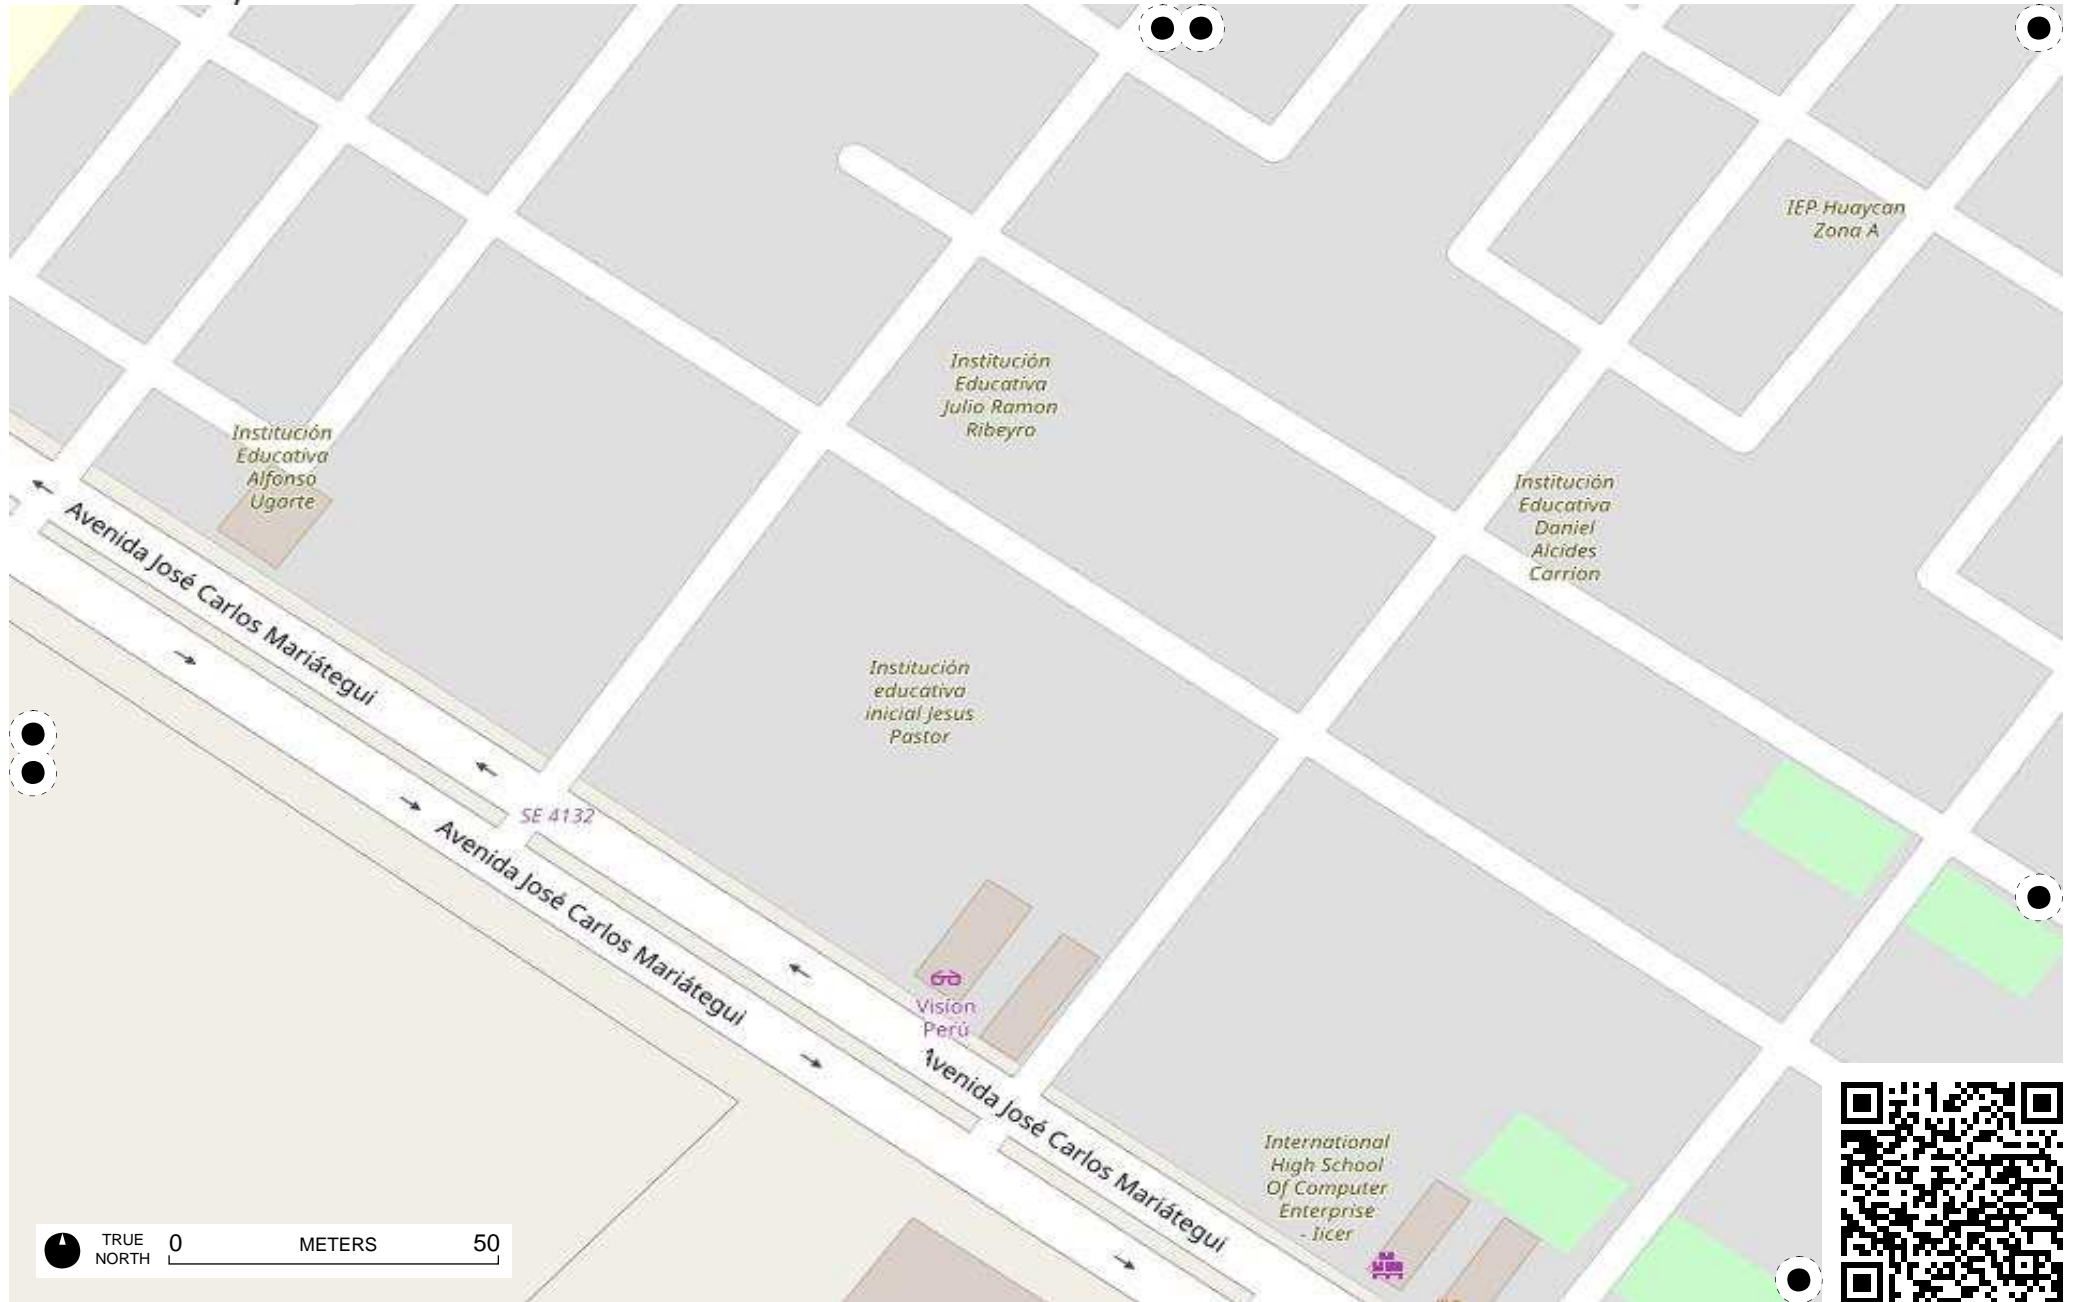 IEP Huaycan
Zona A
Institución
Educativa
Julio Ramon
Ribeyro
Institución
Educativa
Alfonso
Ugarte
Institución
Educativa
Daniel
Alcides
Carrion
Avenida José Carlos Mariátegui
Institución
educativa
inicial Jesus
Pastor
SE 4132
Avenida José Carlos Mariátegui
Vision
Perú
Avenida José Carlos Mariátegui
International
High School
Of Computer
Enterprise
- Iicer
TRUE
NORTH
0 METERS 50